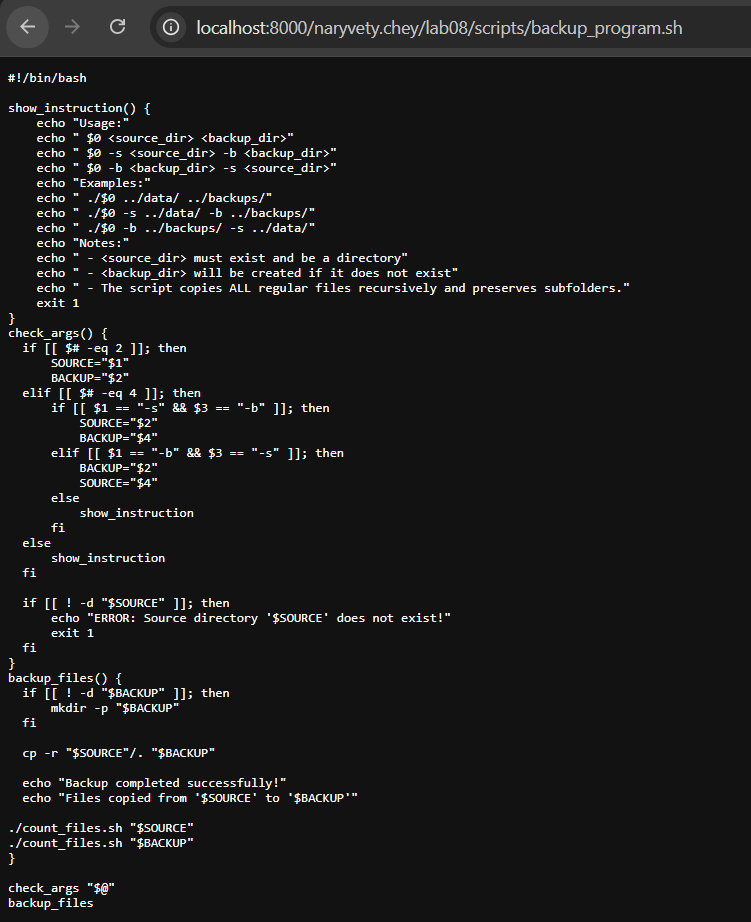 localhost:8000/naryvety.chey/lab08/scripts/backup_program.sh
#!/bin/bash

show_instruction() {
    echo "Usage:"
    echo " $0 <source_dir> <backup_dir>"
    echo " $0 -s <source_dir> -b <backup_dir>"
    echo " $0 -b <backup_dir> -s <source_dir>"
    echo "Examples:"
    echo " ./$0 ../data/ ../backups/"
    echo " ./$0 -s ../data/ -b ../backups/"
    echo " ./$0 -b ../backups/ -s ../data/"
    echo "Notes:"
    echo " - <source_dir> must exist and be a directory"
    echo " - <backup_dir> will be created if it does not exist"
    echo " - The script copies ALL regular files recursively and preserves subfolders."
    exit 1
}
check_args() {
  if [[ $# -eq 2 ]]; then
      SOURCE="$1"
      BACKUP="$2"
  elif [[ $# -eq 4 ]]; then
      if [[ $1 == "-s" && $3 == "-b" ]]; then
          SOURCE="$2"
          BACKUP="$4"
      elif [[ $1 == "-b" && $3 == "-s" ]]; then
          BACKUP="$2"
          SOURCE="$4"
      else
          show_instruction
      fi
  else
      show_instruction
  fi

  if [[ ! -d "$SOURCE" ]]; then
      echo "ERROR: Source directory '$SOURCE' does not exist!"
      exit 1
  fi
}
backup_files() {
  if [[ ! -d "$BACKUP" ]]; then
      mkdir -p "$BACKUP"
  fi

  cp -r "$SOURCE"/. "$BACKUP"

  echo "Backup completed successfully!"
  echo "Files copied from '$SOURCE' to '$BACKUP'"

./count_files.sh "$SOURCE"
./count_files.sh "$BACKUP"
}

check_args "$@"
backup_files